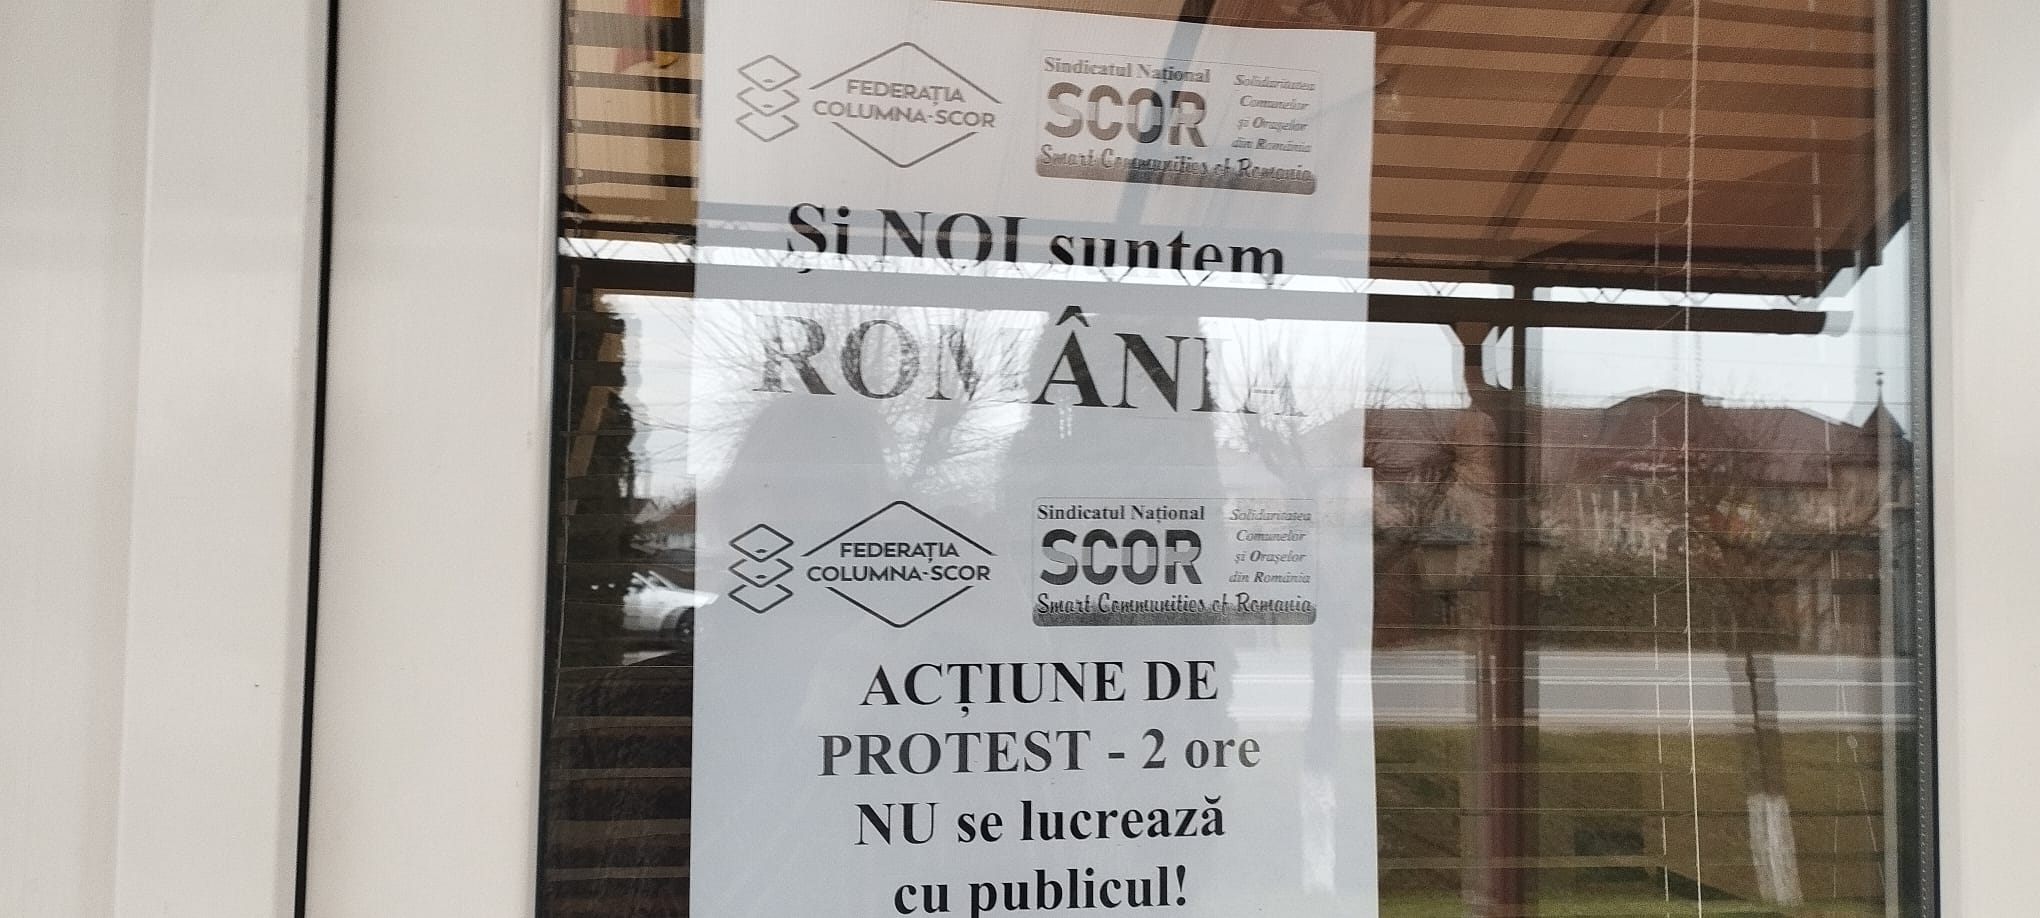 FEDERAȚIA
COLUMNA-SCOR
Sindicatul Național
SCOR
Smart Communities of Romania
Solidaritatea
Comunelor
și Orașelor
din România
Și NOI suntem
ROMÂNIA
FEDERAȚIA
COLUMNA-SCOR
Sindicatul Național
SCOR
Smart Communities of Romania
Solidaritatea
Comunelor
și Orașelor
din România
ACȚIUNE DE
PROTEST - 2 ore
NU se lucrează
cu publicul!